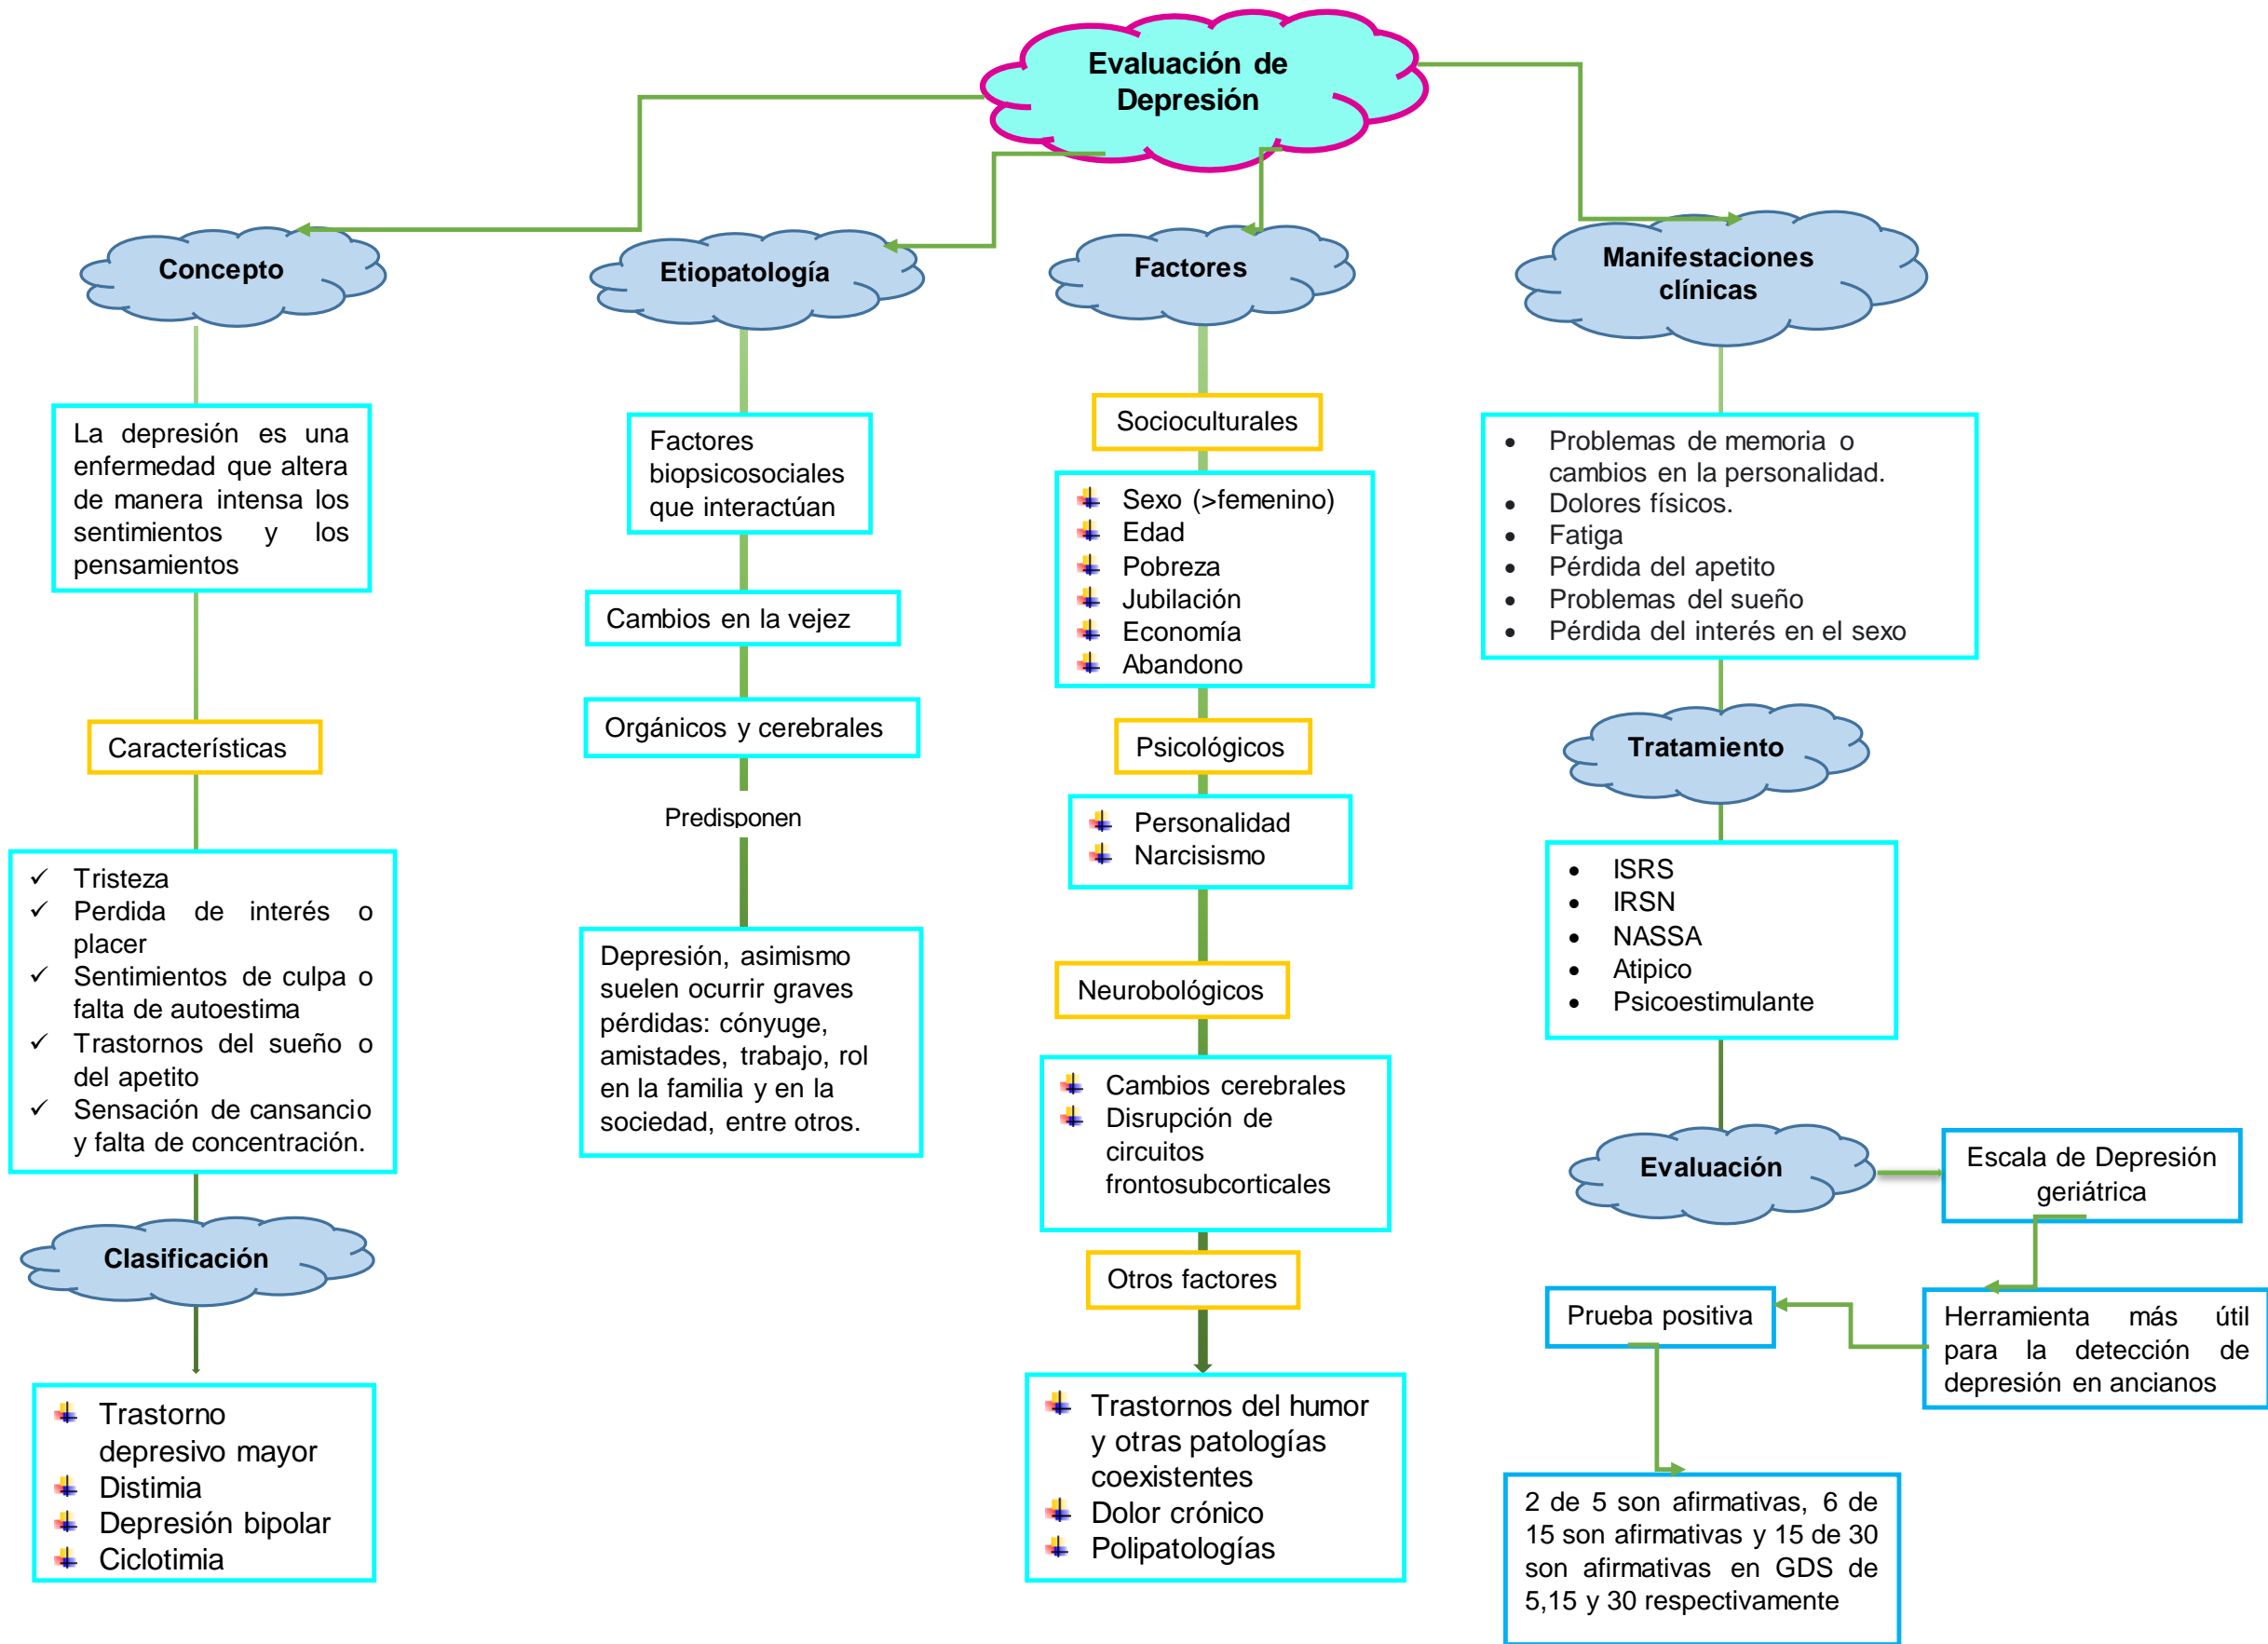 Evaluación de
Depresión
Concepto
La depresión es una
enfermedad que altera
de manera intensa los
sentimientos y los
pensamientos
Características
✓ Tristeza
✓ Perdida de interés o
placer
✓ Sentimientos de culpa o
falta de autoestima
✓ Trastornos del sueño o
del apetito
✓ Sensación de cansancio
y falta de concentración.
Clasificación
Trastorno
depresivo mayor
Distimia
Depresión bipolar
Ciclotimia
Etiopatología
Factores
biopsicosociales
que interactúan
Cambios en la vejez
Orgánicos y cerebrales
Predisponen
Depresión, asimismo
suelen ocurrir graves
pérdidas: cónyuge,
amistades, trabajo, rol
en la familia y en la
sociedad, entre otros.
Factores
Socioculturales
Sexo (>femenino)
Edad
Pobreza
Jubilación
Economía
Abandono
Psicológicos
Personalidad
Narcisismo
Neurobológicos
Cambios cerebrales
Disrupción de
circuitos
frontosubcorticales
Otros factores
Trastornos del humor
y otras patologías
coexistentes
Dolor crónico
Polipatologías
Manifestaciones
clínicas
• Problemas de memoria o
cambios en la personalidad.
• Dolores físicos.
• Fatiga
• Pérdida del apetito
• Problemas del sueño
• Pérdida del interés en el sexo
Tratamiento
• ISRS
• IRSN
• NASSA
• Atipico
• Psicoestimulante
Evaluación
Escala de Depresión
geriátrica
Herramienta más útil
para la detección de
depresión en ancianos
Prueba positiva
2 de 5 son afirmativas, 6 de
15 son afirmativas y 15 de 30
son afirmativas en GDS de
5,15 y 30 respectivamente